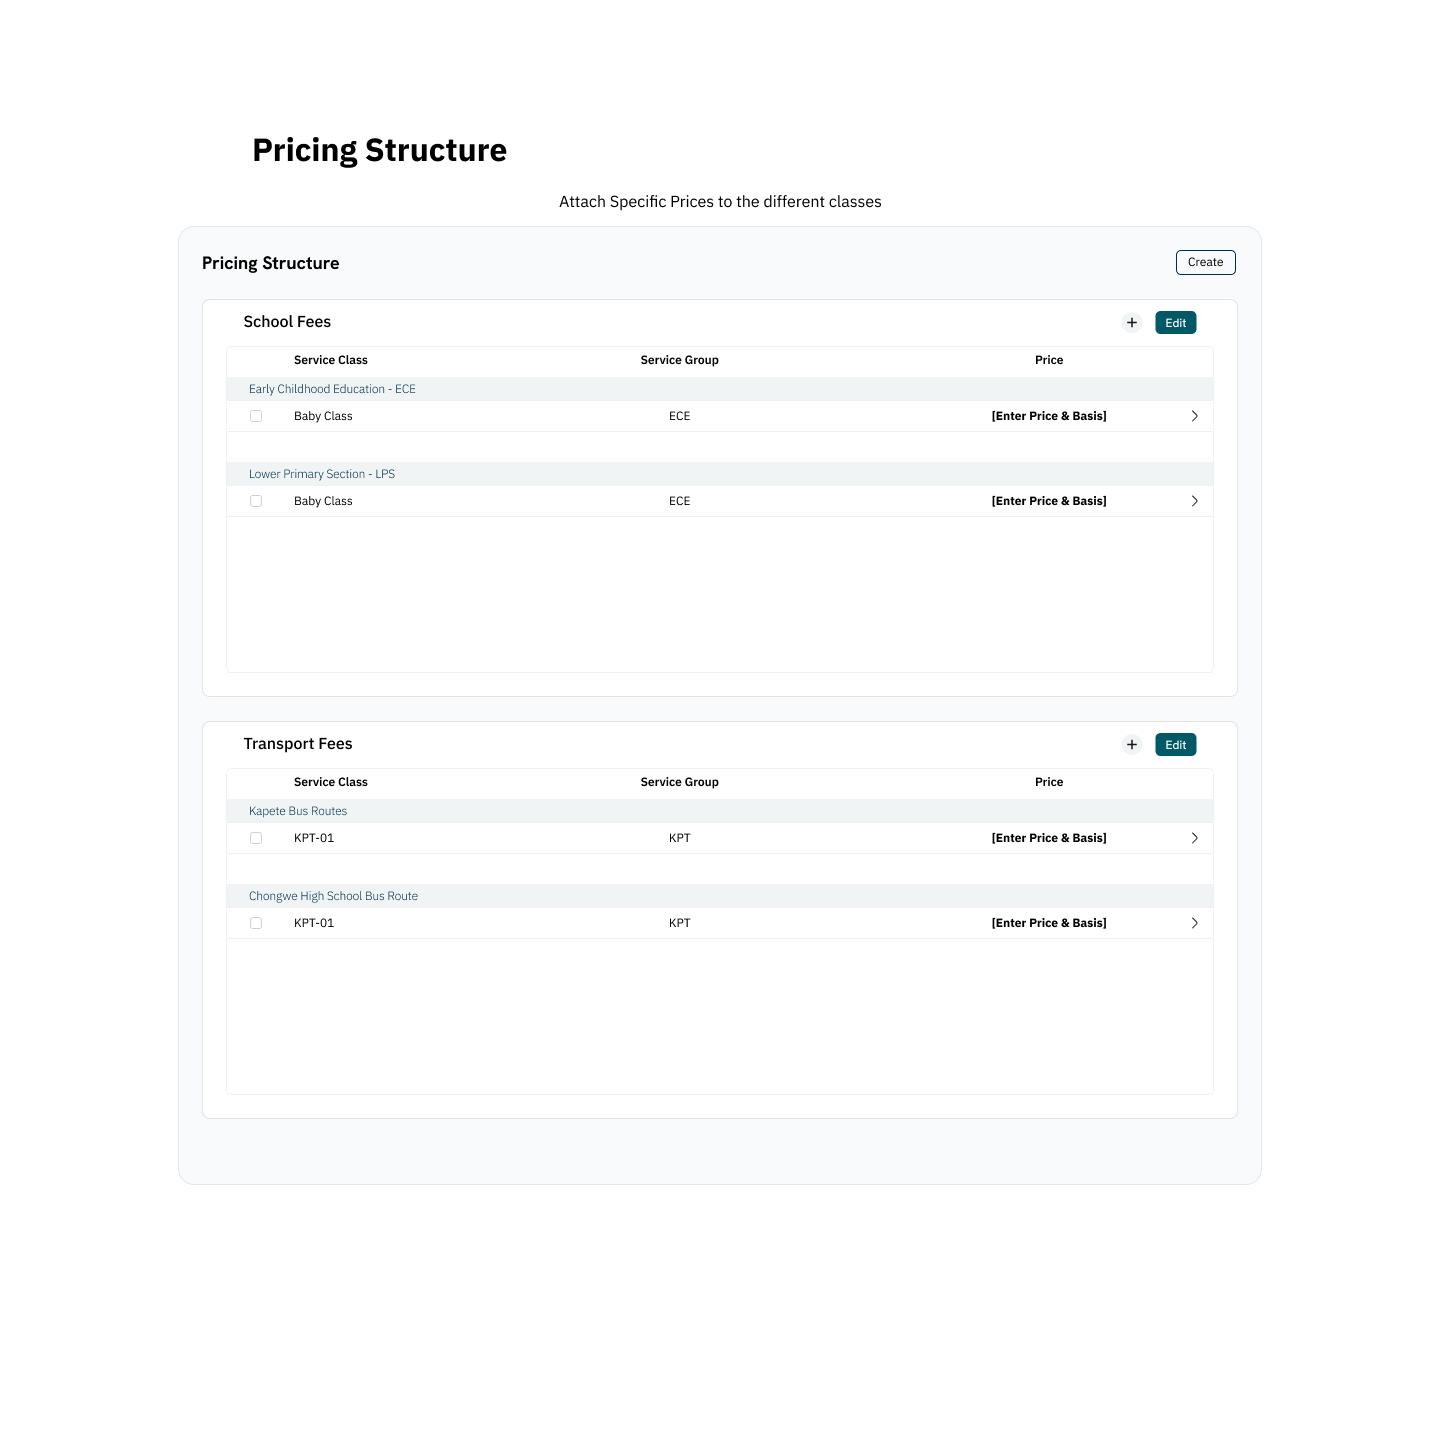 Pricing Structure
Attach Specific Prices to the different classes
Pricing Structure
Create
School Fees
+ Edit
Service Class Service Group Price
Early Childhood Education - ECE
Baby Class ECE [Enter Price & Basis]
Lower Primary Section - LPS
Baby Class ECE [Enter Price & Basis]
Transport Fees
+ Edit
Service Class Service Group Price
Kapete Bus Routes
KPT-01 KPT [Enter Price & Basis]
Chongwe High School Bus Route
KPT-01 KPT [Enter Price & Basis]